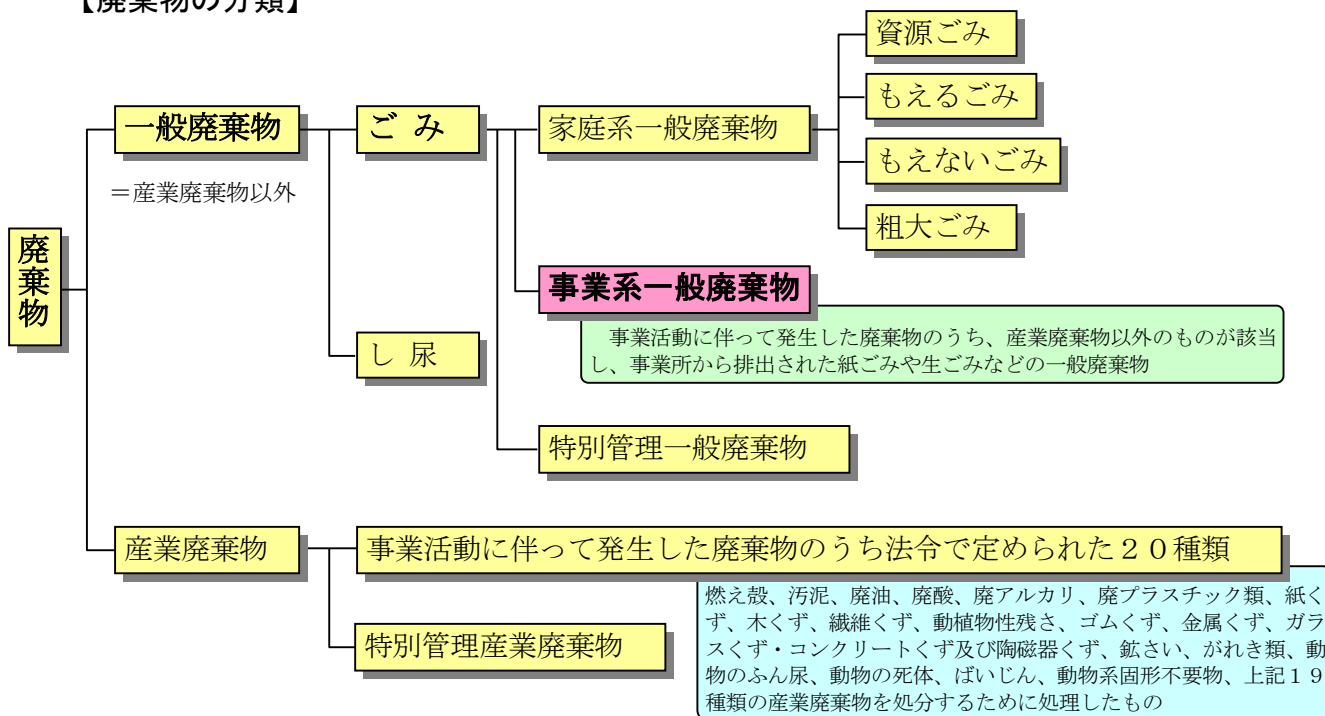 【廃棄物の分類】
資源ごみ
もえるごみ
一般廃棄物
ご み
家庭系一般廃棄物
もえないごみ
＝産業廃棄物以外
粗大ごみ
廃棄物
事業系一般廃棄物
事業活動に伴って発生した廃棄物のうち、産業廃棄物以外のものが該当
し、事業所から排出された紙ごみや生ごみなどの一般廃棄物
し 尿
特別管理一般廃棄物
産業廃棄物
事業活動に伴って発生した廃棄物のうち法令で定められた２０種類
燃え殻、汚泥、廃油、廃酸、廃アルカリ、廃プラスチック類、紙く
ず、木くず、繊維くず、動植物性残さ、ゴムくず、金属くず、ガラ
スくず・コンクリートくず及び陶磁器くず、鉱さい、がれき類、動
物のふん尿、動物の死体、ばいじん、動物系固形不要物、上記１９
種類の産業廃棄物を処分するために処理したもの
特別管理産業廃棄物